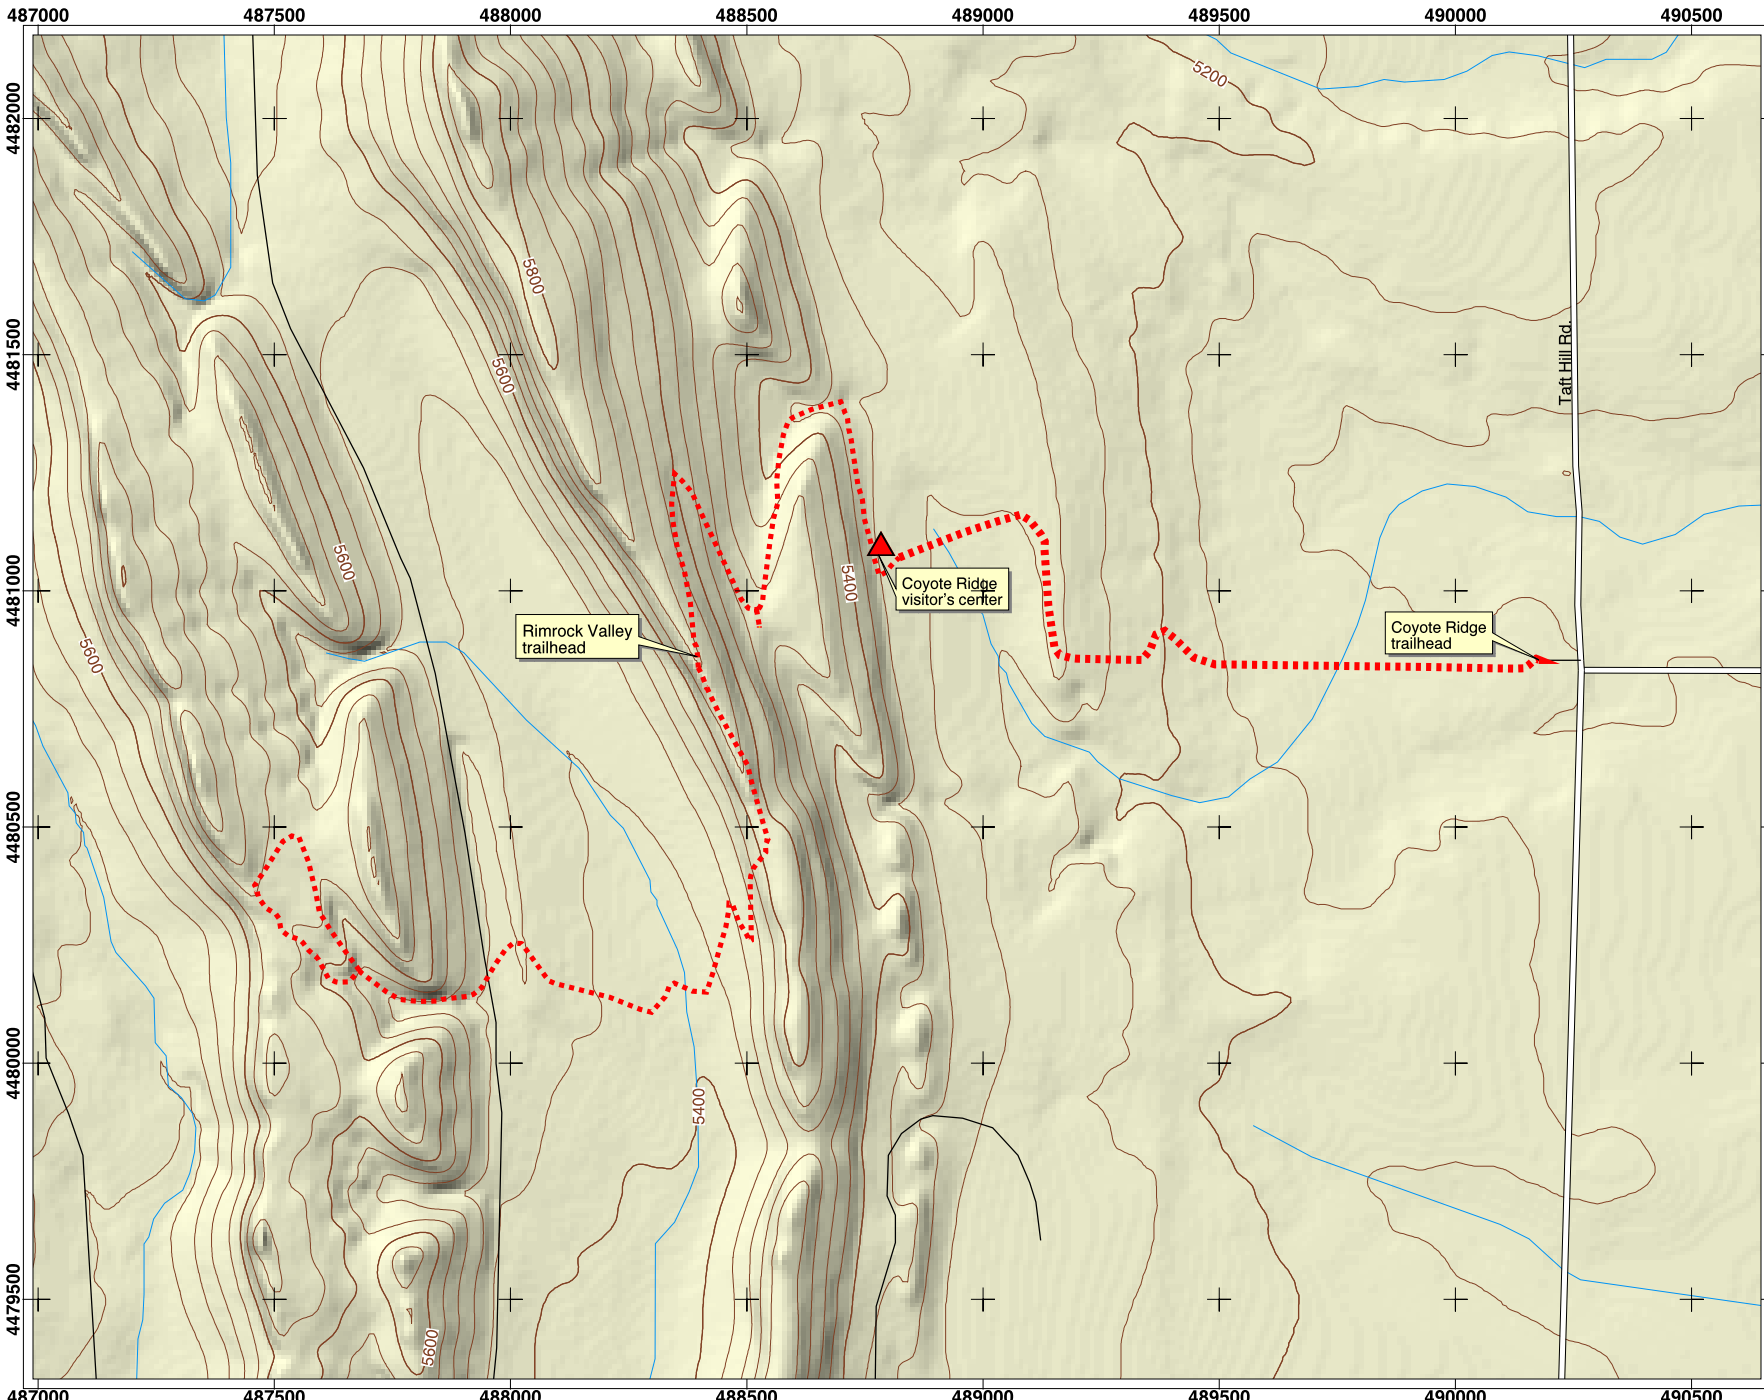 487000 487500 488000 488500 489000 489500 490000 490500
4482000
5200
5800
4481500
5600
Taft Hill Rd.
5600
4481000
5400
Coyote Ridge
visitor's center
5600
Rimrock Valley
trailhead
Coyote Ridge
trailhead
4480500
4480000
5400
4479500
5600
487000 487500 488000 488500 489000 489500 490000 490500